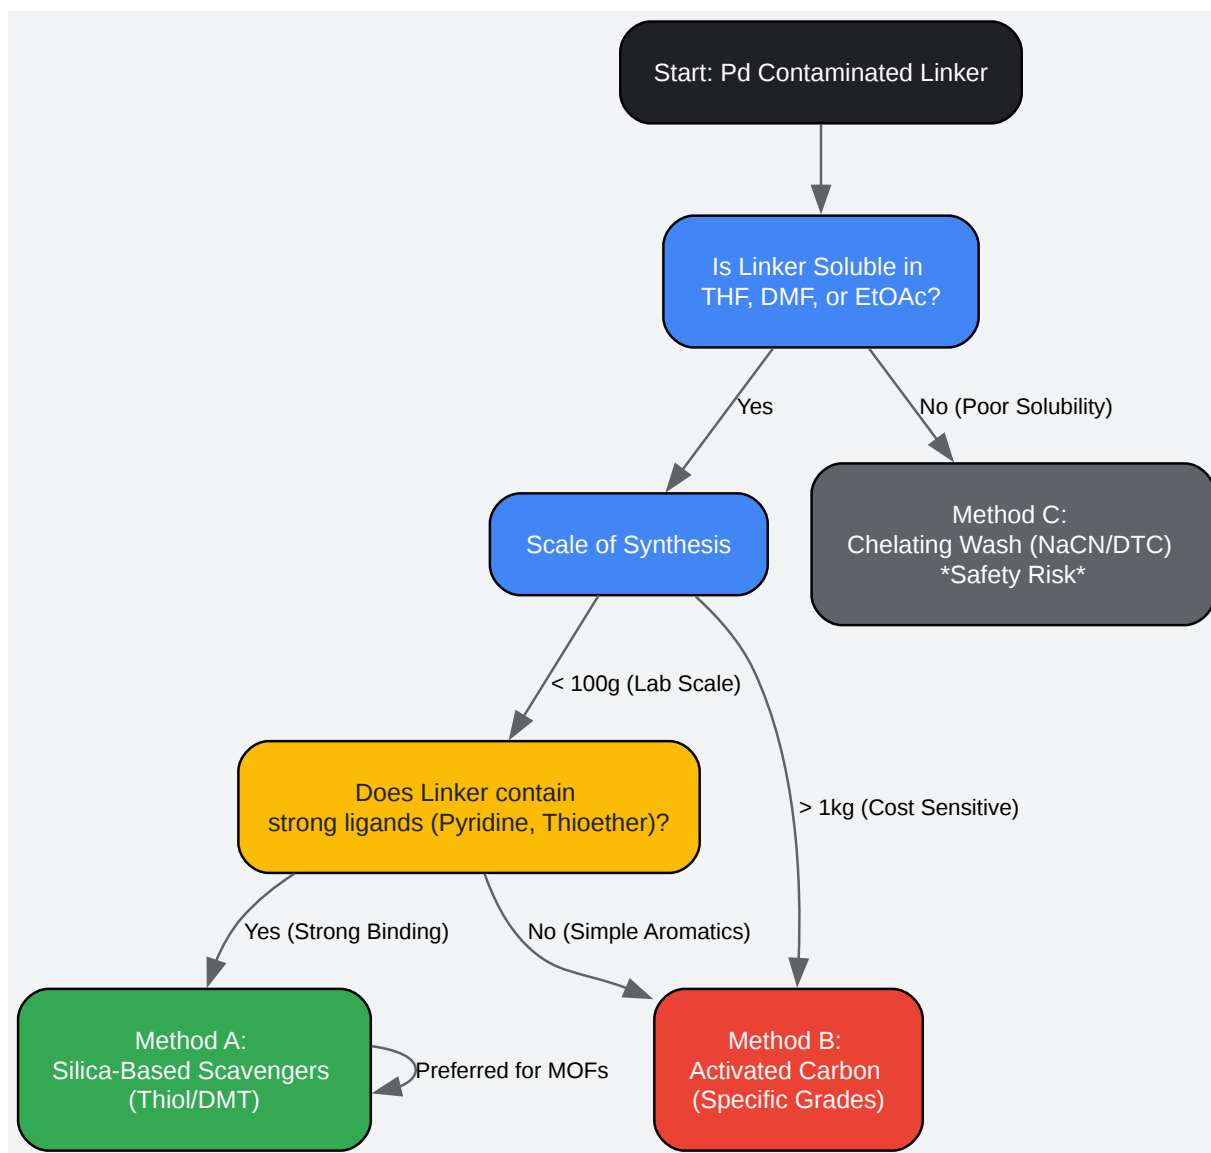 Start: Pd Contaminated Linker
Is Linker Soluble in
THF, DMF, or EtOAc?
Yes
No (Poor Solubility)
Method C:
Chelating Wash (NaCN/DTC)
*Safety Risk*
Scale of Synthesis
< 100g (Lab Scale)
> 1kg (Cost Sensitive)
Does Linker contain
strong ligands (Pyridine, Thioether)?
Yes (Strong Binding)
No (Simple Aromatics)
Method A:
Silica-Based Scavengers
(Thiol/DMT)
Preferred for MOFs
Method B:
Activated Carbon
(Specific Grades)